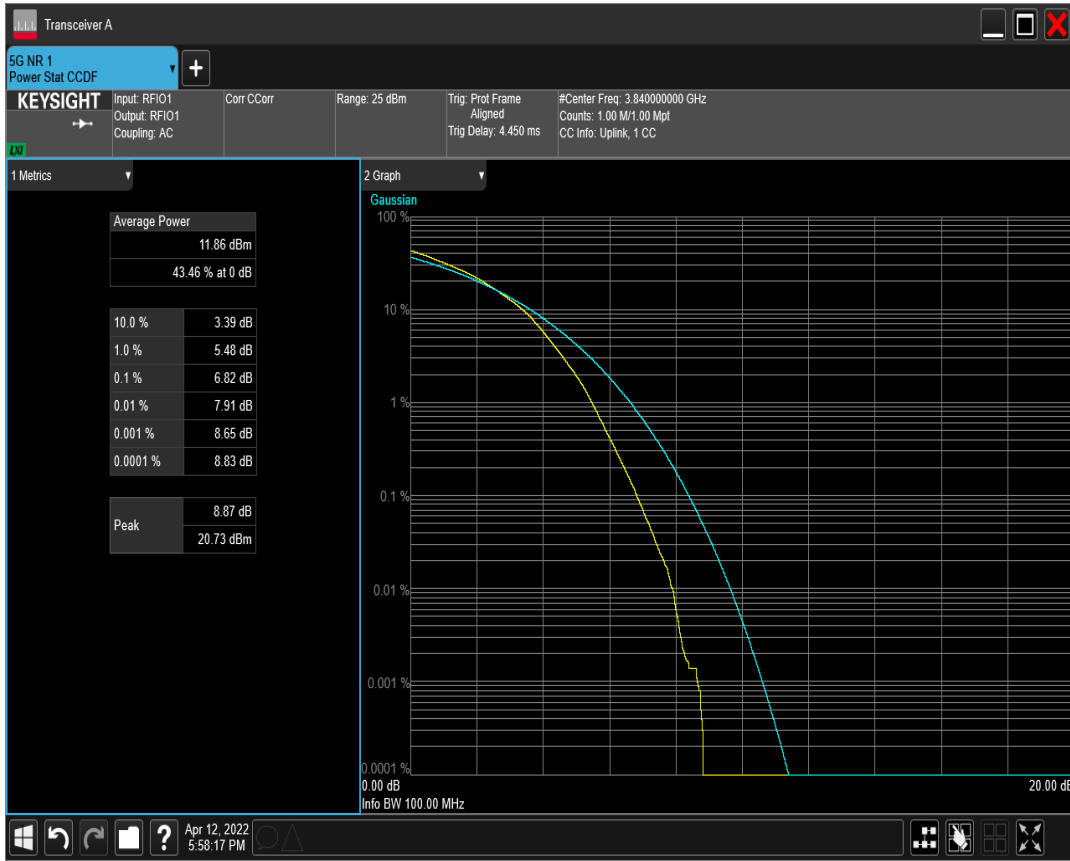 Transceiver A
5G NR 1
Power Stat CCDF
+
KEYSIGHT
LXI
Input: RFIO1
Output: RFIO1
Coupling: AC
Corr CCorr
Range: 25 dBm
Trig: Prot Frame
Aligned
Trig Delay: 4.450 ms
#Center Freq: 3.840000000 GHz
Counts: 1.00 M/1.00 Mpt
CC Info: Uplink, 1 CC
1 Metrics
Average Power
11.86 dBm
43.46 % at 0 dB
10.0 % 3.39 dB
1.0 % 5.48 dB
0.1 % 6.82 dB
0.01 % 7.91 dB
0.001 % 8.65 dB
0.0001 % 8.83 dB
Peak
8.87 dB
20.73 dBm
2 Graph
Gaussian
100 %
10 %
1 %
0.1 %
0.01 %
0.001 %
0.0001 %
0.00 dB 20.00 dB
Info BW 100.00 MHz
?
Apr 12, 2022
5:58:17 PM